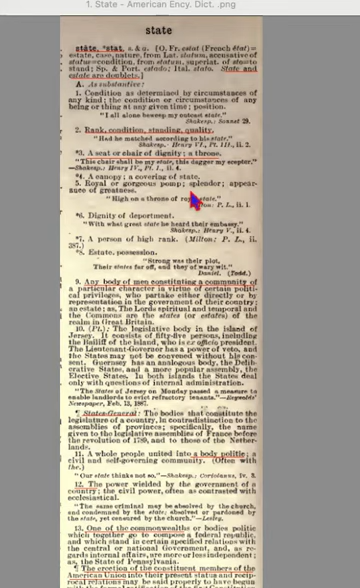 1. State - American Ency. Dict. .png
state
stāte, *stat, s. & a. [O. Fr. estat (French état)=
estate, case, nature, from Lat. statum, accusative of
status=condition, from statum, superlat. of sto=to
stand; Sp. & Port. estado; Ital. stato. State and
estate are doublets.]
A. As substantive:
1. Condition as determined by circumstances of
any kind; the condition or circumstances of any
being or thing at any given time; position.
"I all alone beweep my outcast state."
Shakesp.: Sonnet 29.
2. Rank, condition, standing, quality.
"Had he matched according to his state."
Shakesp.: Henry VI., Pt. III., ii. 2.
*3. A seat or chair of dignity; a throne.
"This chair shall be my state, this dagger my scepter."
—Shakesp.: Henry IV., Pt. I., ii. 4.
*4. A canopy; a covering of state.
5. Royal or gorgeous pomp; splendor; appear-
ance of greatness.
"High on a throne of royal state."
P. L., ii. 1.
*6. Dignity of deportment.
"With what great state he heard their embassy."
Shakesp.: Henry V., ii. 4.
*7. A person of high rank. (Milton: P. L., ii.
387.)
*8. Estate, possession.
"Strong was their plot,
Their states far off, and they of wary wit."
Daniel. (Todd.)
9. Any body of men constituting a community of
a particular character in virtue of certain politi-
cal privileges, who partake either directly or by
representation in the government of their country;
an estate; as, The Lords spiritual and temporal and
the Commons are the states (or estates) of the
realm in Great Britain.
10. (Pl.): The legislative body in the island of
Jersey. It consists of fifty-five persons, including
the Bailiff of the island, who is ex officio president.
The Lieutenant-Governor has a power of veto, and
the States may not be convened without his con-
sent. Guernsey has an analogous body, the Delib-
erative States, and a more popular assembly, the
Elective States. In both islands the States deal
only with questions of internal administration.
"The States of Jersey on Monday passed a measure to
enable landlords to evict refractory tenants."
Newspaper, Feb. 12, 1887.
¶ States-General: The bodies that constitute the
legislature of a country, in contradistinction to the
assemblies of provinces; specifically, the name
given to the legislative assemblies of France before
the revolution of 1789, and to those of the Nether-
lands.
11. A whole people united into a body politic; a
civil and self-governing community. (Often with
the.)
"Our state thinks not so."—Shakesp.: Coriolanus, iv. 3.
12. The power wielded by the government of a
country; the civil power, often as contrasted with
ecclesiastical.
"The same criminal may be absolved by the church,
and condemned by the state; absolved or pardoned by
the state, yet censured by the church."—Lesley.
13. One of the commonwealths or bodies politic
which together go to compose a federal republic,
and which stand in certain specified relations with
the central or national government, and, as re-
gards internal affairs, are more or less independent;
as, the State of Pennsylvania.
¶ The erection of the constituent members of the
American Union into their present status and recip-
rocal relations may be said properly to have begun